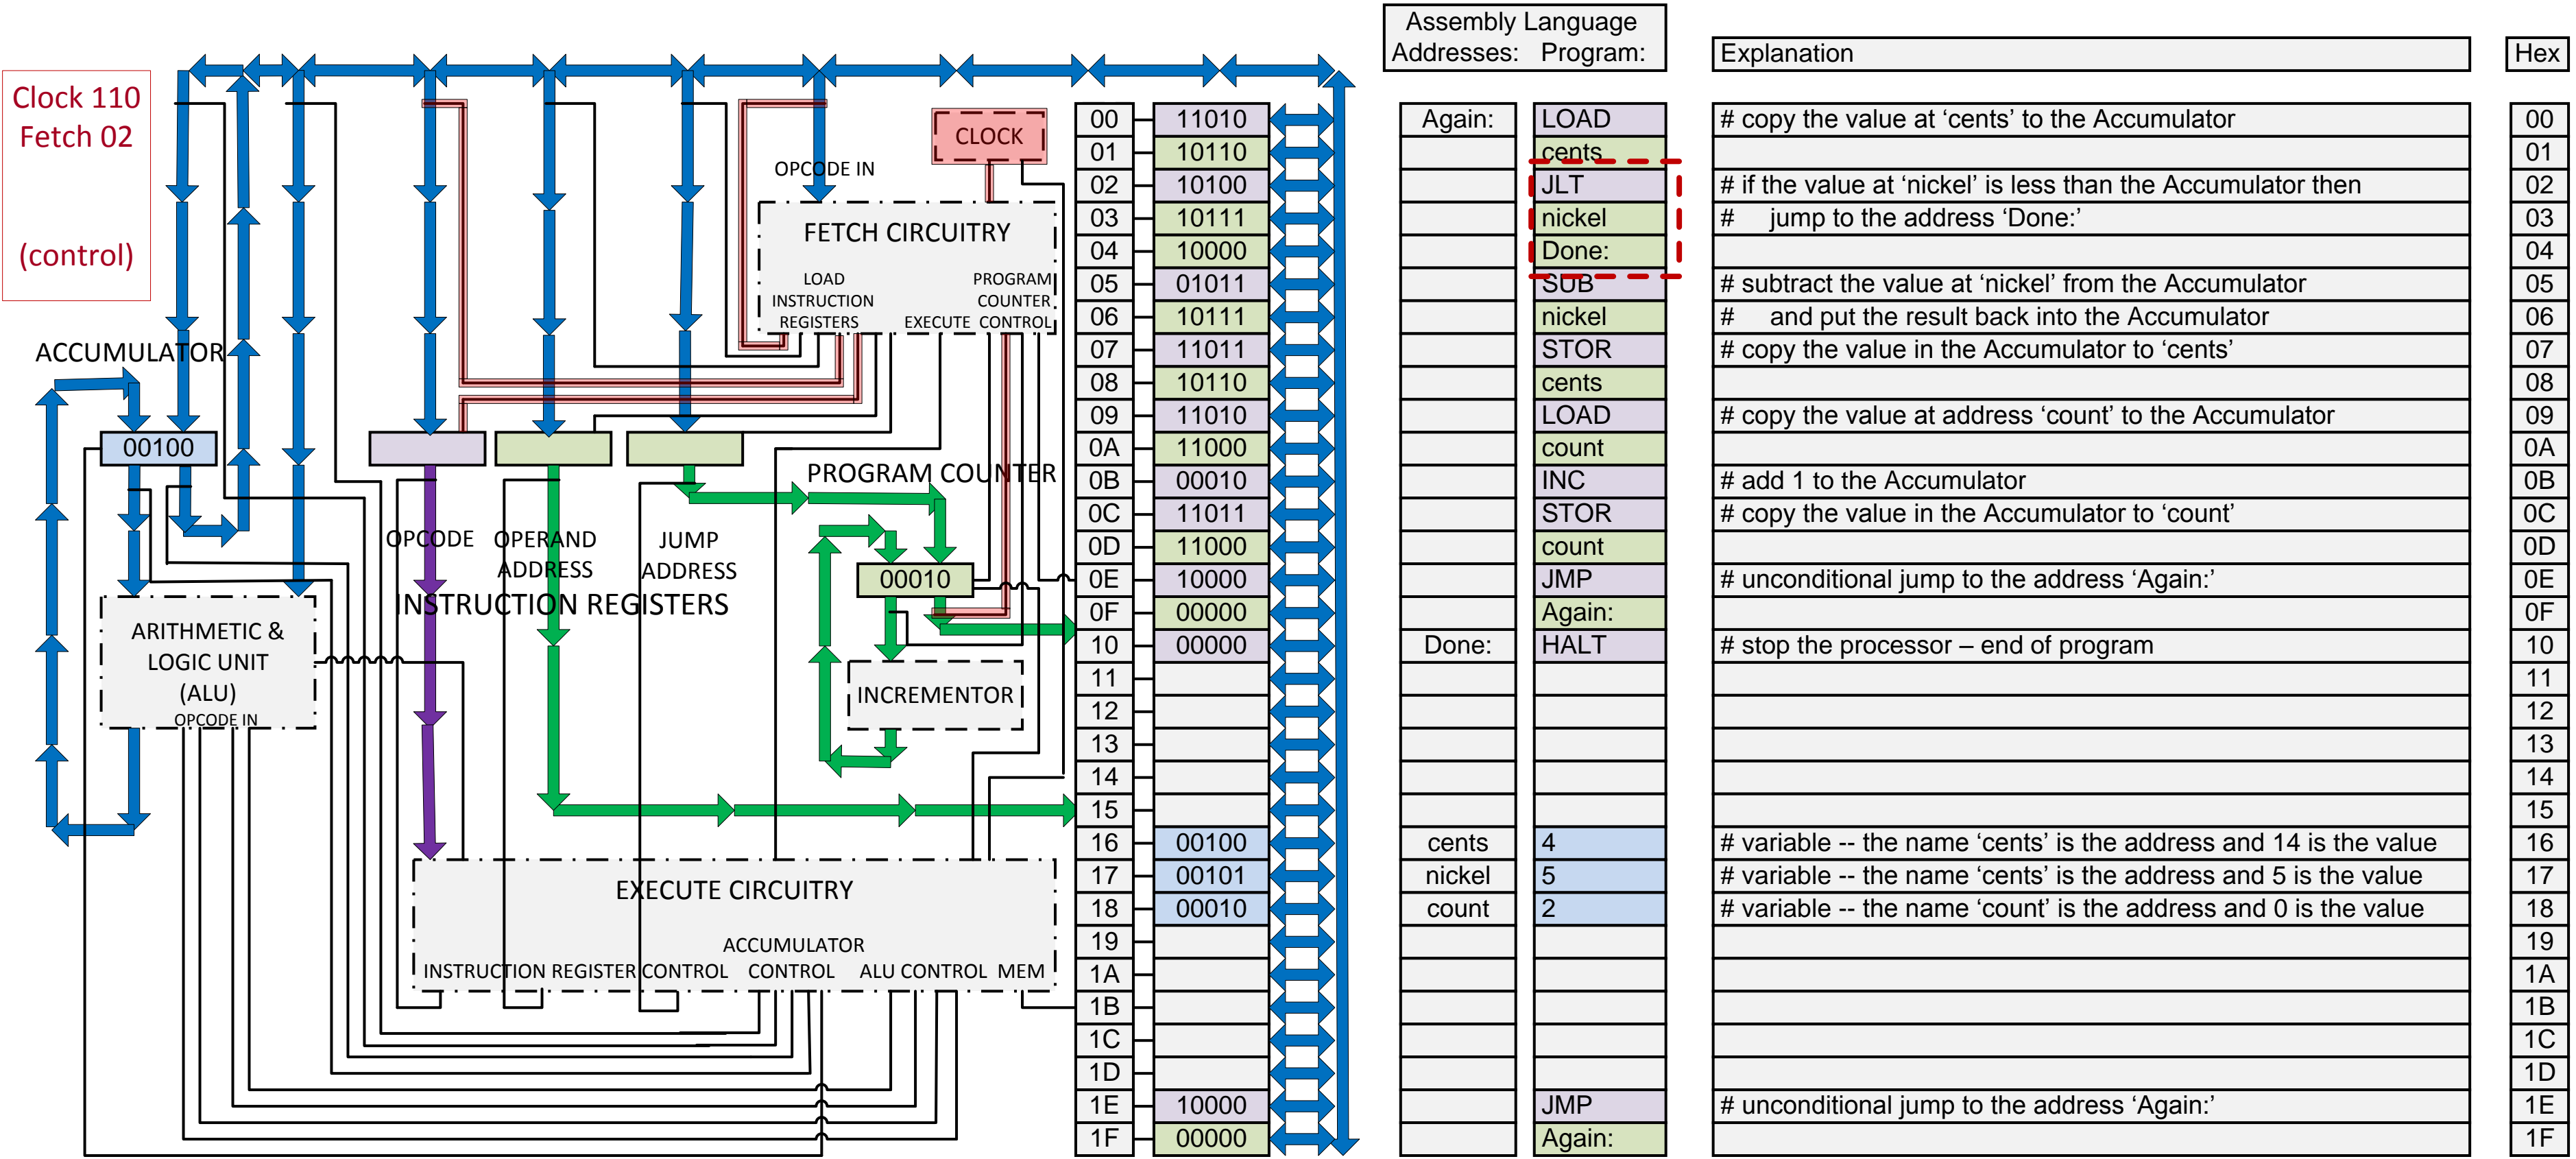 Assembly Language
Addresses: Program:
Explanation
Hex
Clock 110
Fetch 02
(control)
CLOCK
OPCODE IN
FETCH CIRCUITRY
LOAD
INSTRUCTION
REGISTERS
EXECUTE
PROGRAM
COUNTER
CONTROL
ACCUMULATOR
00100
PROGRAM COUNTER
00010
OPCODE
OPERAND
ADDRESS
JUMP
ADDRESS
INSTRUCTION REGISTERS
INCREMENTOR
ARITHMETIC &
LOGIC UNIT
(ALU)
OPCODE IN
EXECUTE CIRCUITRY
INSTRUCTION REGISTER CONTROL
ACCUMULATOR
CONTROL
ALU CONTROL
MEM
00 11010 Again: LOAD # copy the value at 'cents' to the Accumulator 00
01 10110 cents 01
02 10100 JLT # if the value at ‘nickel’ is less than the Accumulator then 02
03 10111 nickel # jump to the address ‘Done:’ 03
04 10000 Done: 04
05 01011 SUB # subtract the value at ‘nickel’ from the Accumulator 05
06 10111 nickel # and put the result back into the Accumulator 06
07 11011 STOR # copy the value in the Accumulator to ‘cents’ 07
08 10110 cents 08
09 11010 LOAD # copy the value at address ‘count’ to the Accumulator 09
0A 11000 count 0A
0B 00010 INC # add 1 to the Accumulator 0B
0C 11011 STOR # copy the value in the Accumulator to ‘count’ 0C
0D 11000 count 0D
0E 10000 JMP # unconditional jump to the address ‘Again:’ 0E
0F 00000 Again: 0F
10 00000 Done: HALT # stop the processor – end of program 10
11 11
12 12
13 13
14 14
15 15
16 00100 cents 4 # variable -- the name ‘cents’ is the address and 14 is the value 16
17 00101 nickel 5 # variable -- the name ‘cents’ is the address and 5 is the value 17
18 00010 count 2 # variable -- the name ‘count’ is the address and 0 is the value 18
19 19
1A 1A
1B 1B
1C 1C
1D 1D
1E 10000 JMP # unconditional jump to the address ‘Again:’ 1E
1F 00000 Again: 1F